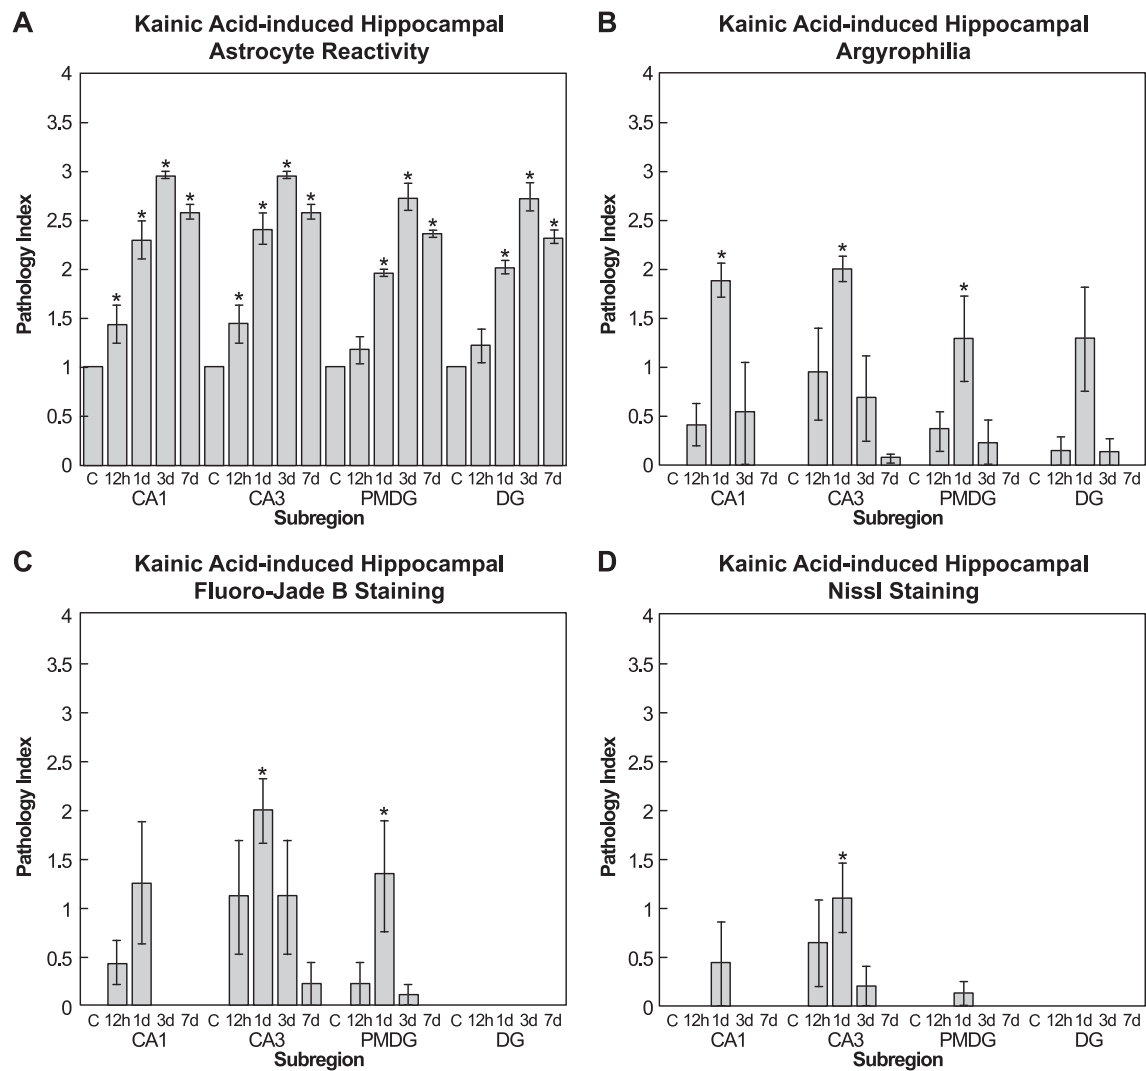 A
Kainic Acid-induced Hippocampal
Astrocyte Reactivity
Pathology Index
4
3.5
3
2.5
2
1.5
1
0.5
0
* * * * * * * * * * * * * *
C 12h 1d 3d 7d C 12h 1d 3d 7d C 12h 1d 3d 7d C 12h 1d 3d 7d
CA1 CA3 PMDG DG
Subregion
B
Kainic Acid-induced Hippocampal
Argyrophilia
Pathology Index
4
3.5
3
2.5
2
1.5
1
0.5
0
* * *
C 12h 1d 3d 7d C 12h 1d 3d 7d C 12h 1d 3d 7d C 12h 1d 3d 7d
CA1 CA3 PMDG DG
Subregion
C
Kainic Acid-induced Hippocampal
Fluoro-Jade B Staining
Pathology Index
4
3.5
3
2.5
2
1.5
1
0.5
0
* *
C 12h 1d 3d 7d C 12h 1d 3d 7d C 12h 1d 3d 7d C 12h 1d 3d 7d
CA1 CA3 PMDG DG
Subregion
D
Kainic Acid-induced Hippocampal
Nissl Staining
Pathology Index
4
3.5
3
2.5
2
1.5
1
0.5
0
*
C 12h 1d 3d 7d C 12h 1d 3d 7d C 12h 1d 3d 7d C 12h 1d 3d 7d
CA1 CA3 PMDG DG
Subregion